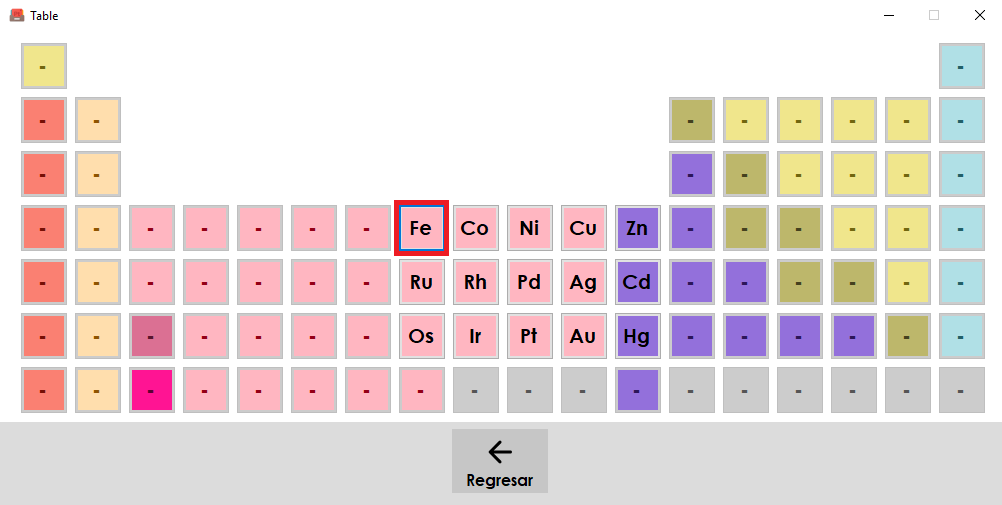 Table
- -
- - - - - - - -
- - - - - - - -
- - - - - - - Fe Co Ni Cu Zn - - - - - -
- - - - - - - Ru Rh Pd Ag Cd - - - - - -
- - - - - - - Os Ir Pt Au Hg - - - - - -
- - - - - - - - - - - - - - - - - -
Regresar